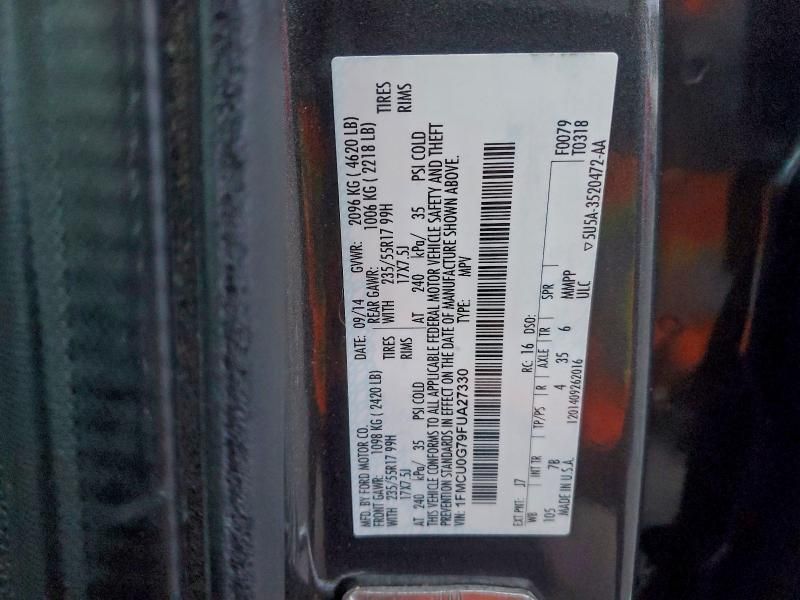 MFD. BY FORD MOTOR CO. DATE: 09/14 GVWR: 2096 KG ( 4620 LB)
FRONT GAWR: 1098 KG ( 2420 LB) REAR GAWR: 1006 KG ( 2218 LB)
WITH 235/55R17 99H TIRES WITH 235/55R17 99H TIRES
17X7.5J RIMS 17X7.5J RIMS
AT 240 kPa/ 35 PSI COLD AT 240 kPa/ 35 PSI COLD
THIS VEHICLE CONFORMS TO ALL APPLICABLE FEDERAL MOTOR VEHICLE SAFETY AND THEFT
PREVENTION STANDARDS IN EFFECT ON THE DATE OF MANUFACTURE SHOWN ABOVE.
VIN: 1FMCU0G79FUA27330 TYPE: MPV
EXT PNT: J7 RC: 16 DSO: F0079
WB INT TR TP/PS R AXLE TR SPR T0318
105 7B 4 35 6 MMPP
MADE IN U.S.A. 1201409262016 ULC
▽5U5A-3520472-AA